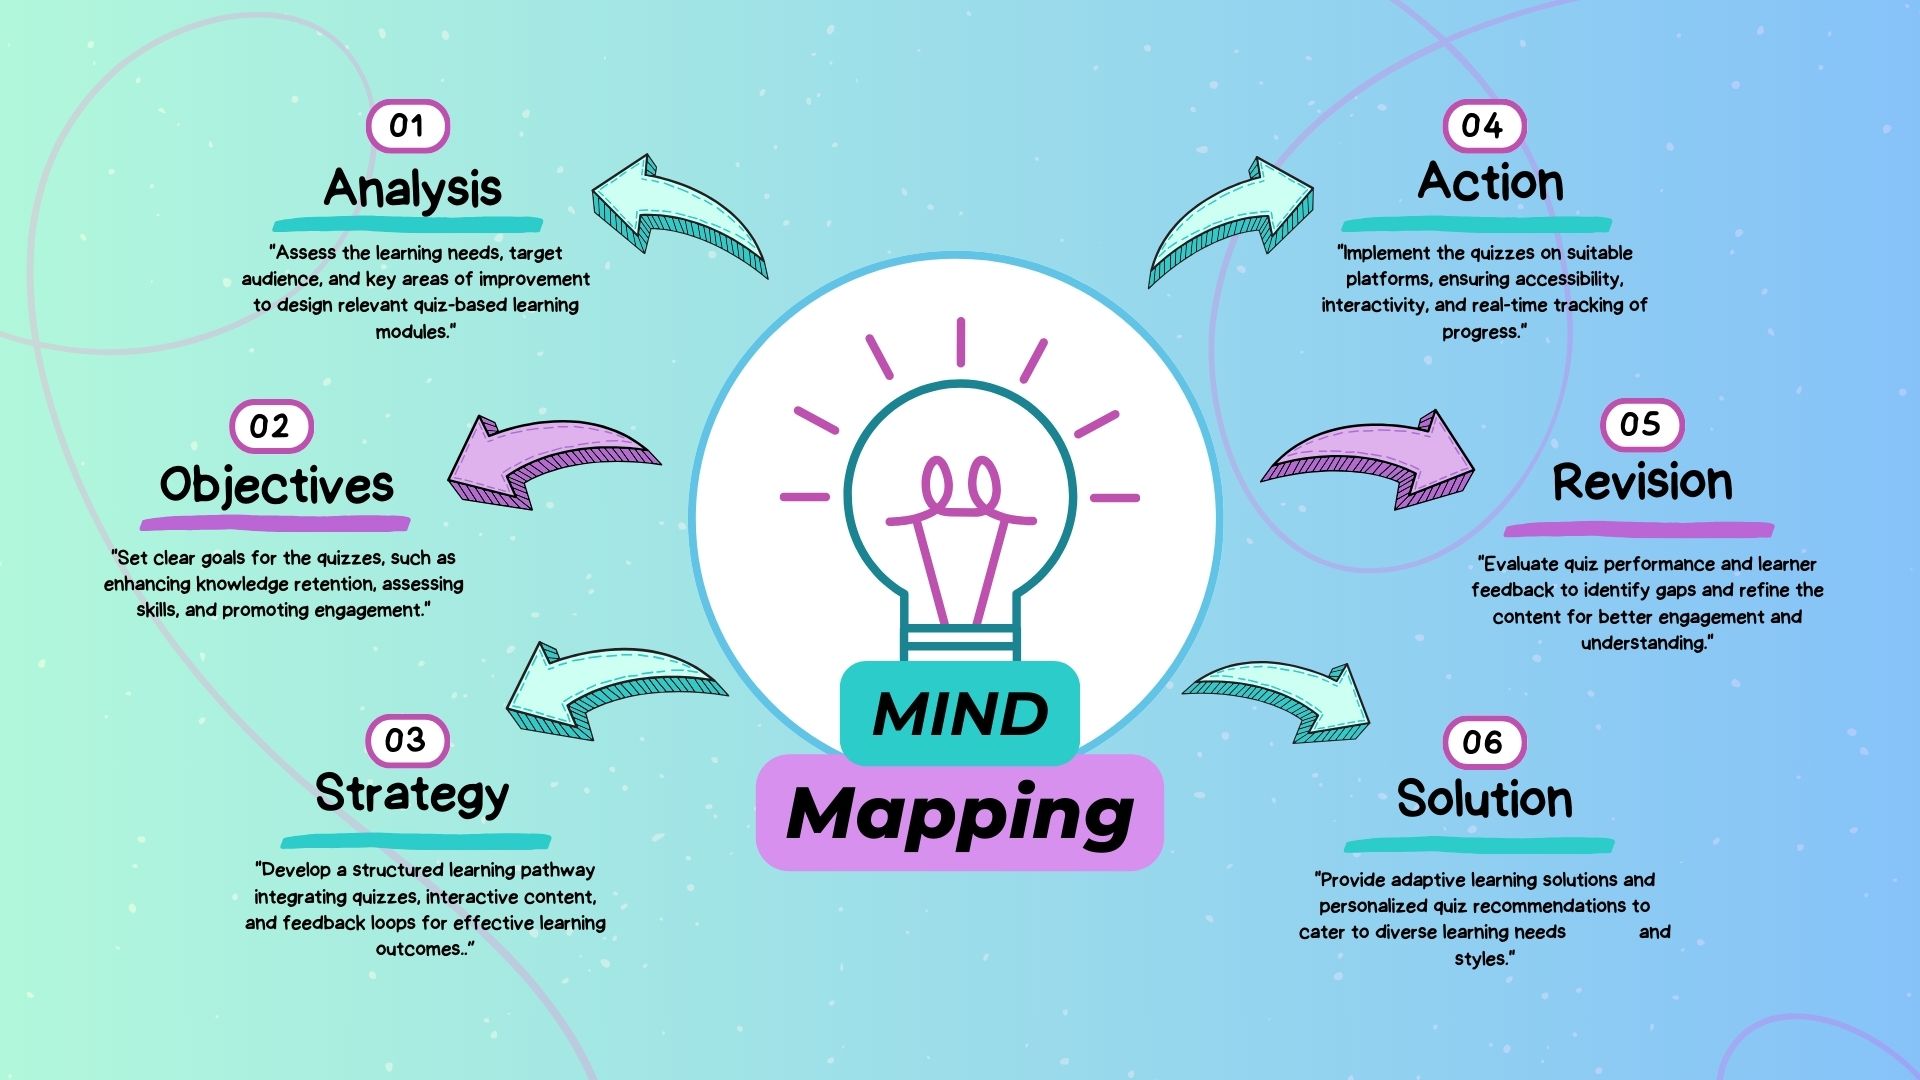 01
Analysis
"Assess the learning needs, target
audience, and key areas of improvement
to design relevant quiz-based learning
modules."
02
Objectives
"Set clear goals for the quizzes, such as
enhancing knowledge retention, assessing
skills, and promoting engagement."
03
Strategy
"Develop a structured learning pathway
integrating quizzes, interactive content,
and feedback loops for effective learning
outcomes.."
MIND
Mapping
04
Action
"Implement the quizzes on suitable
platforms, ensuring accessibility,
interactivity, and real-time tracking of
progress."
05
Revision
"Evaluate quiz performance and learner
feedback to identify gaps and refine the
content for better engagement and
understanding."
06
Solution
"Provide adaptive learning solutions and
personalized quiz recommendations to
cater to diverse learning needs and
styles."